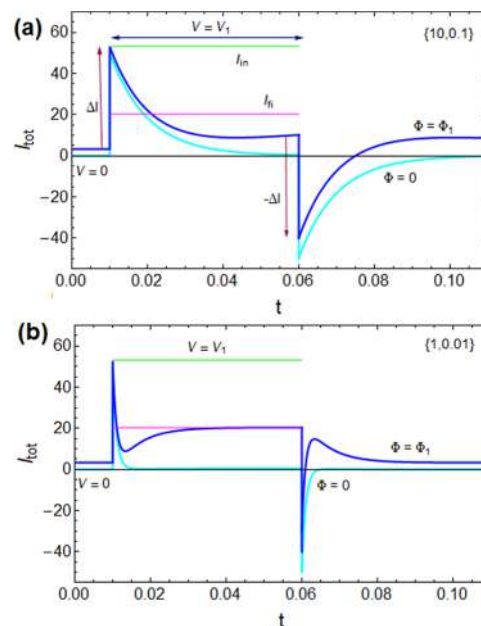 (a)
V = V₁
{10,0.1}
60
40
20
0
−20
−40
ΔI
I_in
I_fi
Φ = Φ₁
V = 0
-ΔI
Φ = 0
I_tot
0.00 0.02 0.04 0.06 0.08 0.10
t
(b)
V = V₁
{1,0.01}
60
40
20
0
−20
−40
Φ = Φ₁
V = 0
Φ = 0
I_tot
0.00 0.02 0.04 0.06 0.08 0.10
t